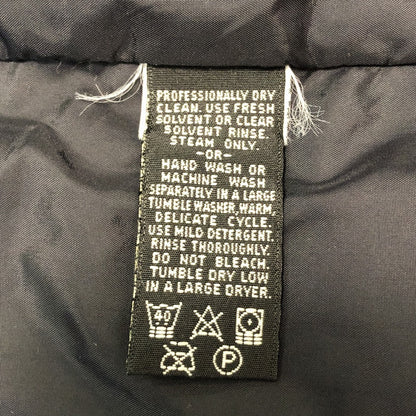 PROFESSIONALLY DRY
CLEAN. USE FRESH
SOLVENT OR CLEAR
SOLVENT RINSE.
STEAM ONLY.
-OR-
HAND WASH OR
MACHINE WASH
SEPARATELY IN A LARGE
TUMBLE WASHER, WARM,
DELICATE CYCLE.
USE MILD DETERGENT.
RINSE THOROUGHLY.
DO NOT BLEACH.
TUMBLE DRY LOW
IN A LARGE DRYER.
40
P